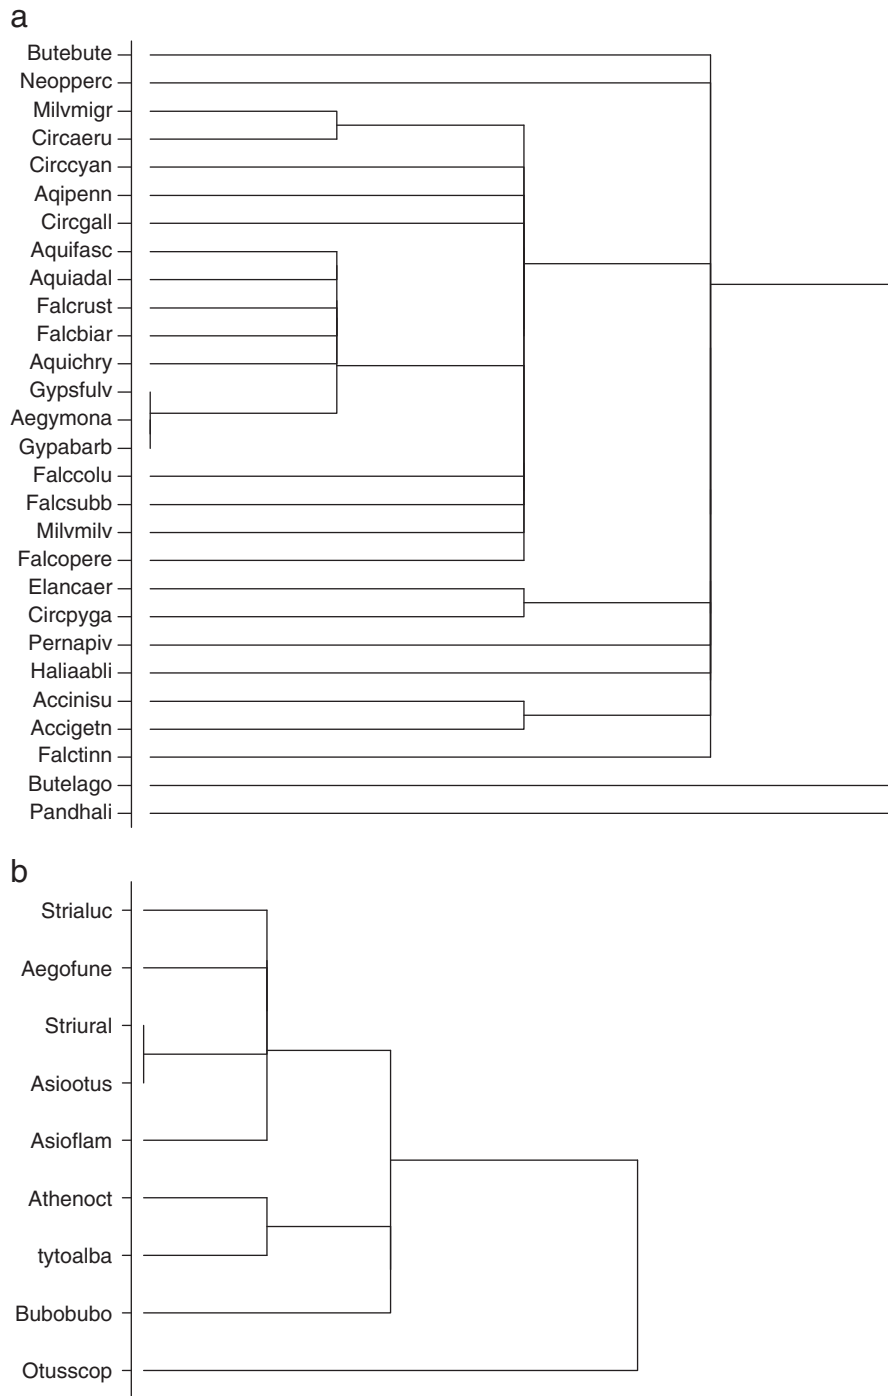 a
Butebute
Neopperc
Milvmigr
Circaeru
Circcyan
Aqipenn
Circgall
Aquifasc
Aquiadal
Falcrust
Falcbiar
Aquichry
Gypsfulv
Aegymona
Gypabarb
Falccolu
Falcsubb
Milvmilv
Falcopere
Elancaer
Circpyga
Pernapiv
Haliaabli
Accinisu
Accigetn
Falctinn
Butelago
Pandhali
b
Strialuc
Aegofune
Striural
Asiootus
Asioflam
Athenoct
tytoalba
Bubobubo
Otusscop